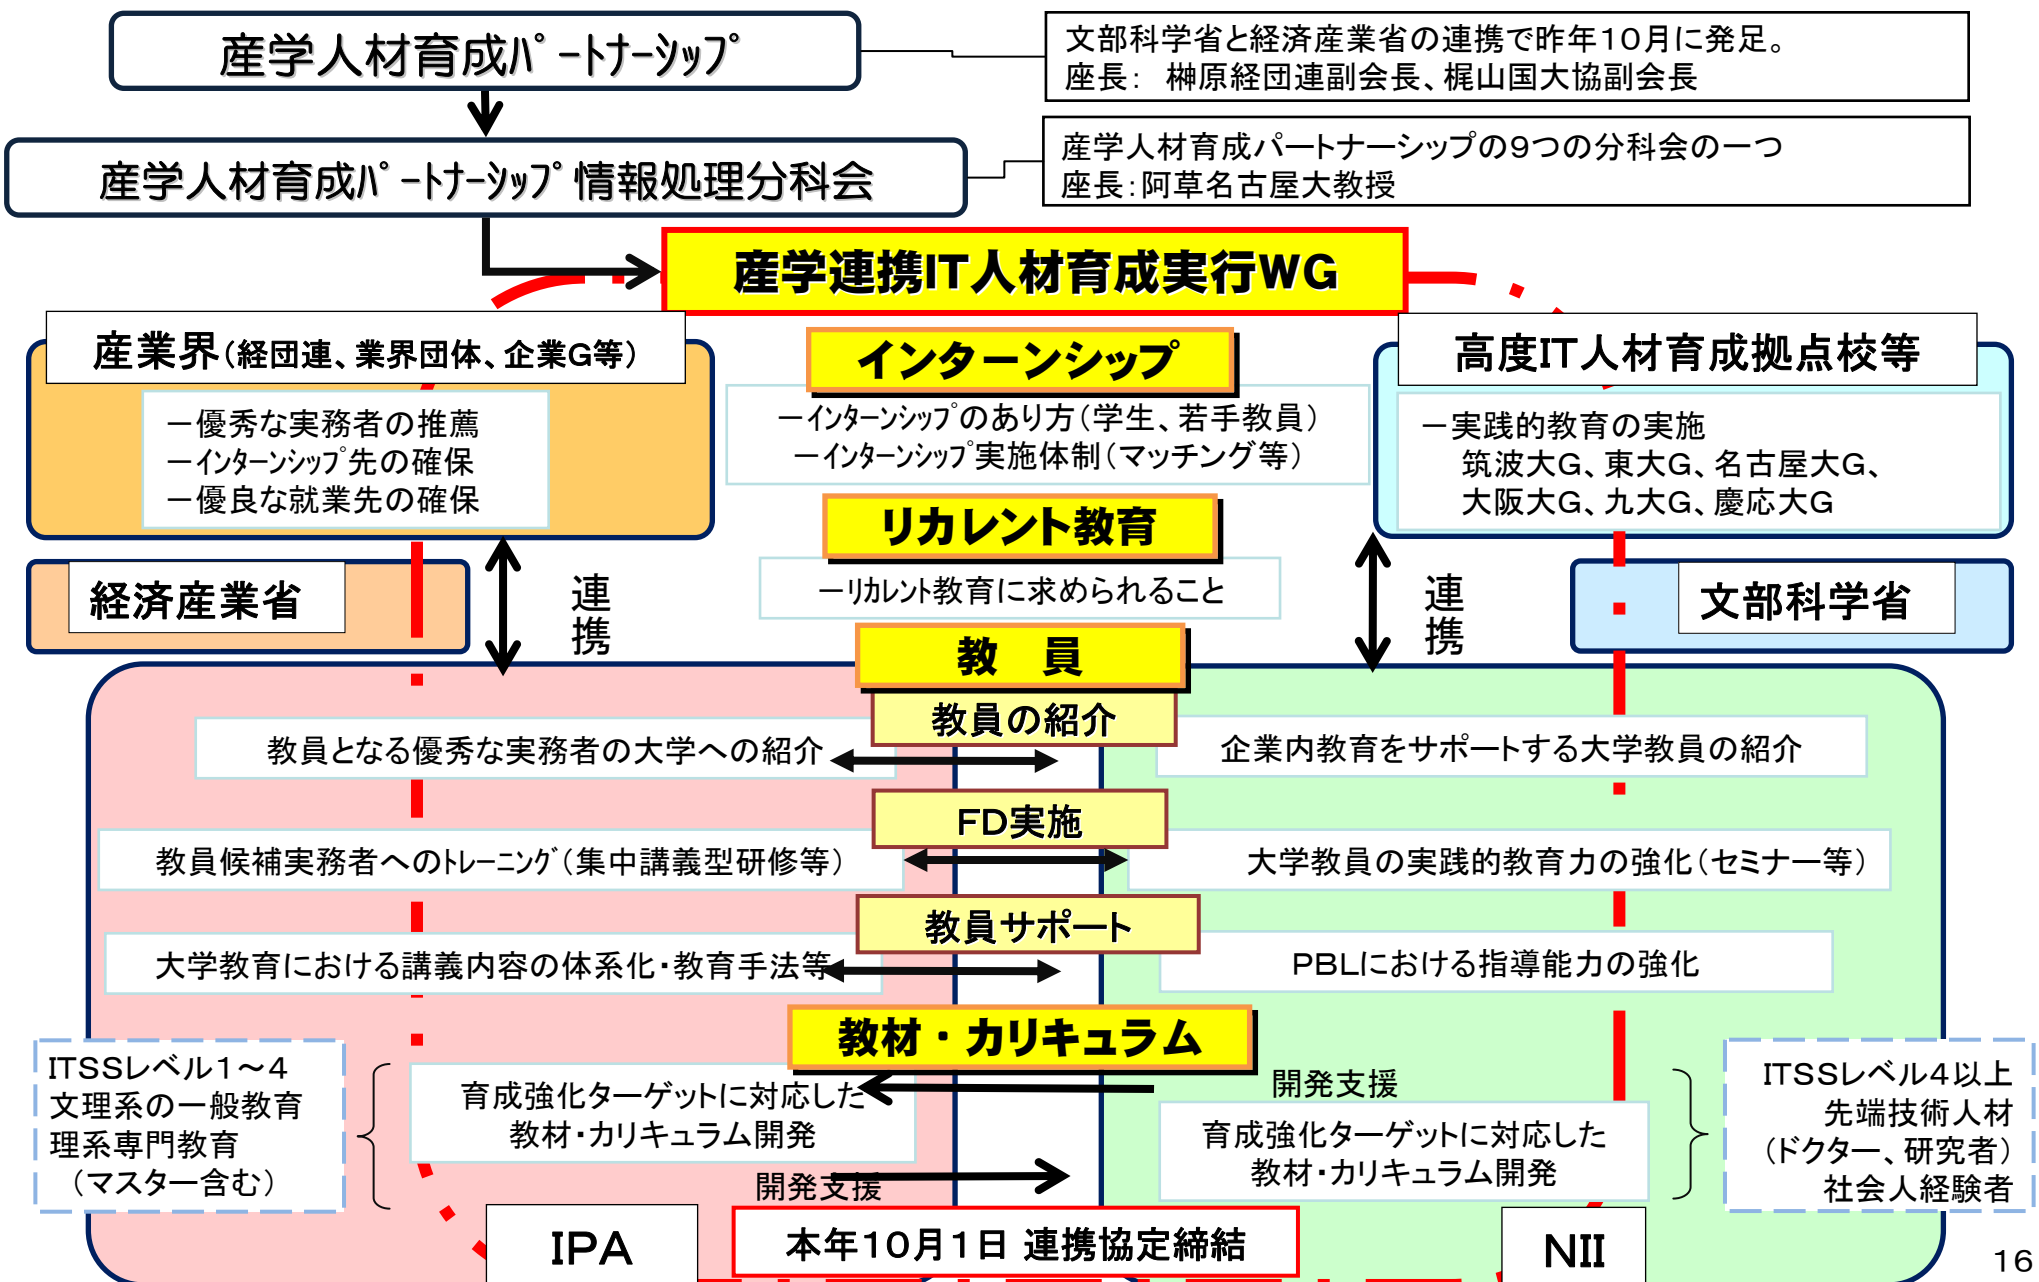 産学人材育成ﾊﾟｰﾄﾅｰｼｯﾌﾟ
文部科学省と経済産業省の連携で昨年10月に発足。
座長： 榊原経団連副会長、梶山国大協副会長
産学人材育成ﾊﾟｰﾄﾅｰｼｯﾌﾟ情報処理分科会
産学人材育成パートナーシップの9つの分科会の一つ
座長：阿草名古屋大教授
産学連携IT人材育成実行WG
産業界（経団連、業界団体、企業G等）
－優秀な実務者の推薦
－ｲﾝﾀｰﾝｼｯﾌﾟ先の確保
－優良な就業先の確保
インターンシップ
－ｲﾝﾀｰﾝｼｯﾌﾟのあり方（学生、若手教員）
－ｲﾝﾀｰﾝｼｯﾌﾟ実施体制（マッチング等）
高度IT人材育成拠点校等
－実践的教育の実施
筑波大G、東大G、名古屋大G、
大阪大G、九大G、慶応大G
リカレント教育
－ﾘｶﾚﾝﾄ教育に求められること
経済産業省
連携
連携
文部科学省
教　員
教員の紹介
教員となる優秀な実務者の大学への紹介
企業内教育をサポートする大学教員の紹介
FD実施
教員候補実務者へのﾄﾚｰﾆﾝｸﾞ（集中講義型研修等）
大学教員の実践的教育力の強化（セミナー等）
教員サポート
大学教育における講義内容の体系化・教育手法等
PBLにおける指導能力の強化
教材・カリキュラム
ITSSレベル1～4
文理系の一般教育
理系専門教育
（マスター含む）
育成強化ターゲットに対応した
教材・カリキュラム開発
開発支援
開発支援
育成強化ターゲットに対応した
教材・カリキュラム開発
ITSSレベル4以上
先端技術人材
（ドクター、研究者）
社会人経験者
IPA
本年10月1日 連携協定締結
NII
16